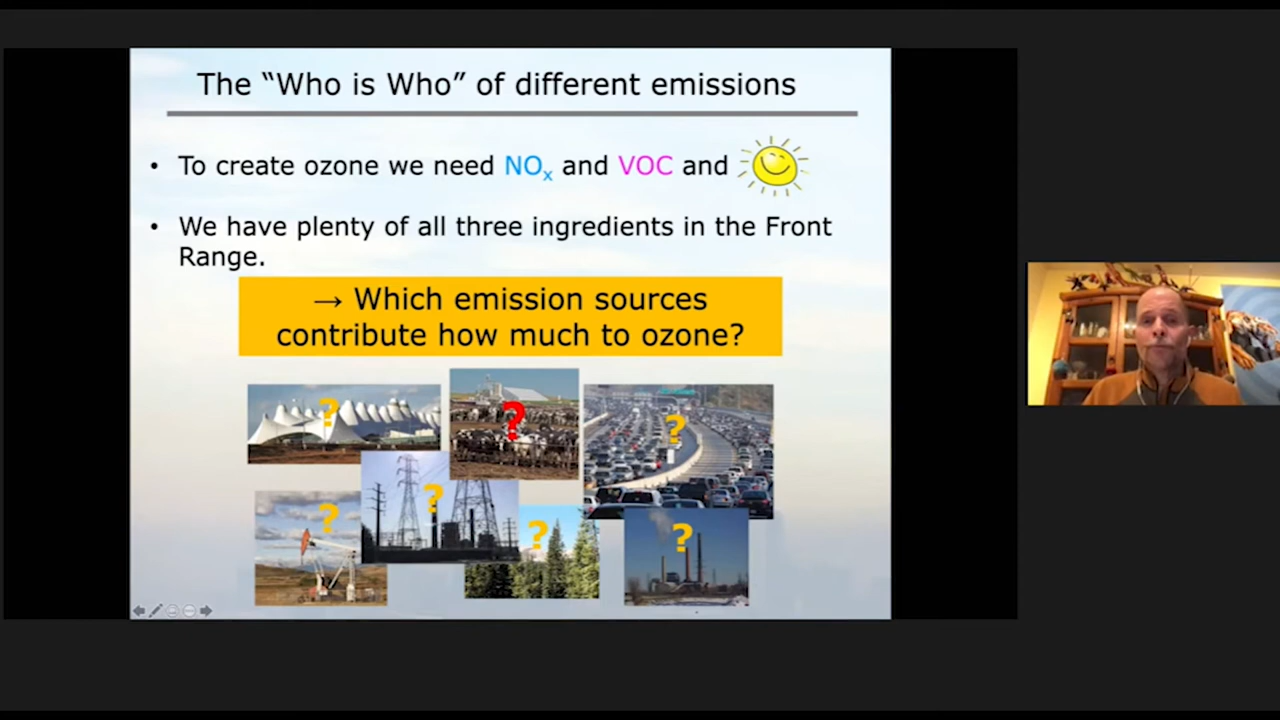 The “Who is Who” of different emissions
• To create ozone we need NOₓ and VOC and
• We have plenty of all three ingredients in the Front
Range.
→ Which emission sources
contribute how much to ozone?
? ? ?
? ? ? ?